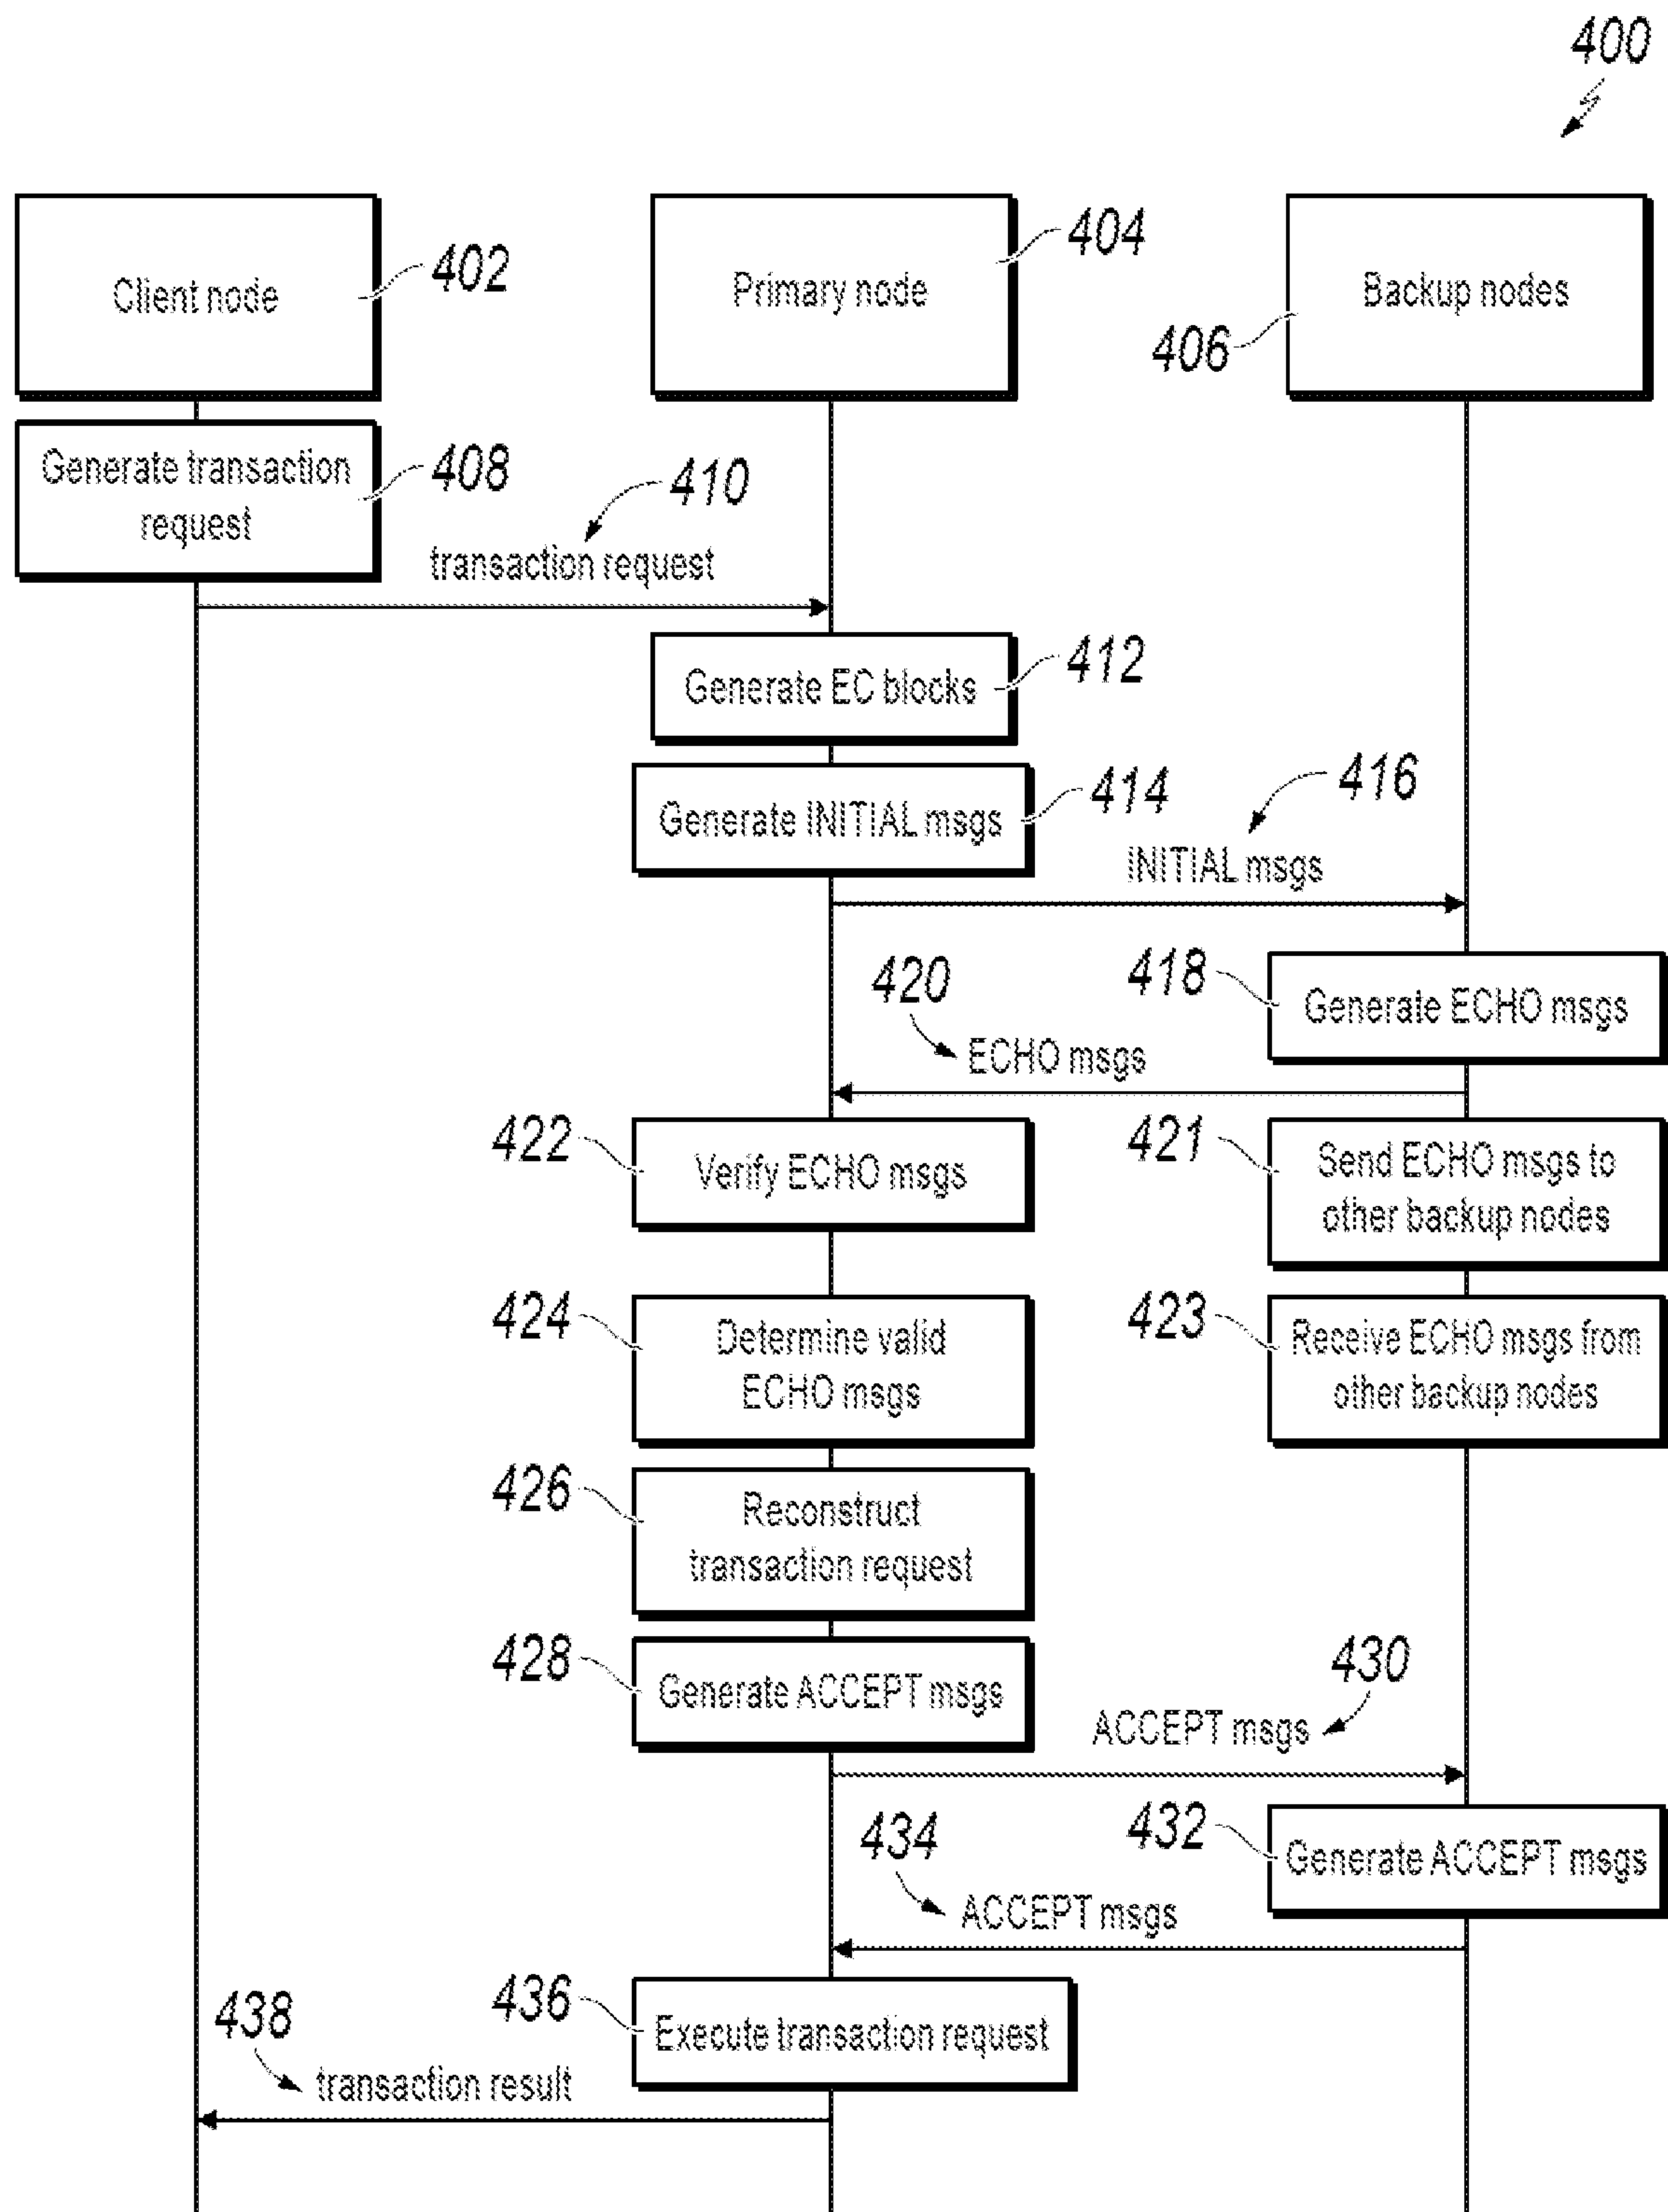 400
Client node
402
Primary node
404
Backup nodes
406
Generate transaction
request
408
410
transaction request
Generate EC blocks
412
Generate INITIAL msgs
414
416
INITIAL msgs
418
Generate ECHO msgs
420
ECHO msgs
422
Verify ECHO msgs
421
Send ECHO msgs to
other backup nodes
424
Determine valid
ECHO msgs
423
Receive ECHO msgs from
other backup nodes
426
Reconstruct
transaction request
428
Generate ACCEPT msgs
430
ACCEPT msgs
432
Generate ACCEPT msgs
434
ACCEPT msgs
436
Execute transaction request
438
transaction result